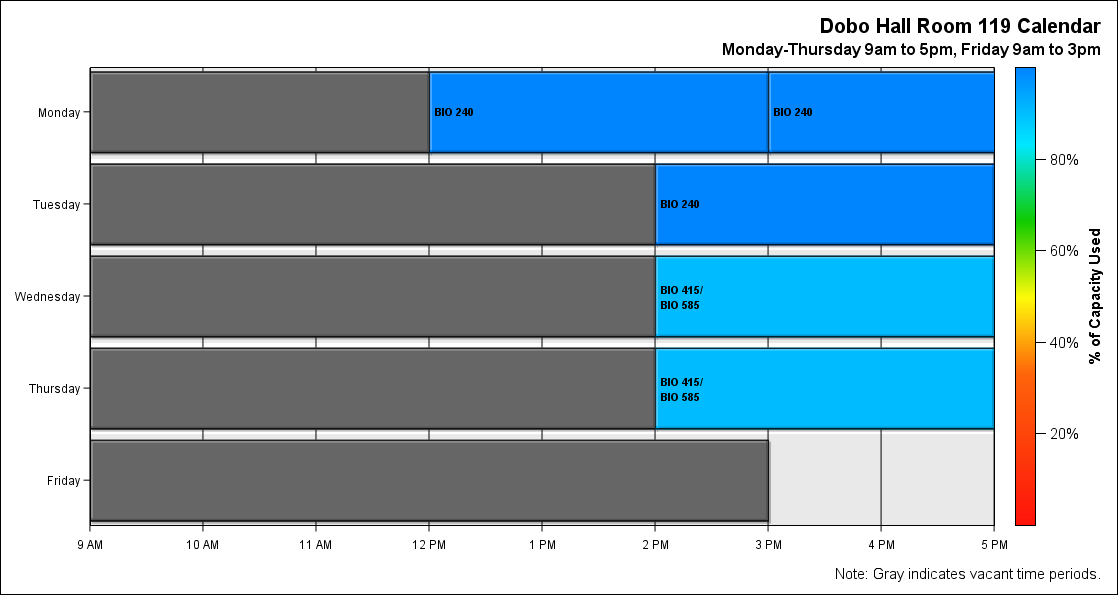 Dobo Hall Room 119 Calendar
Monday-Thursday 9am to 5pm, Friday 9am to 3pm
Monday
BIO 240
BIO 240
Tuesday
BIO 240
Wednesday
BIO 415/
BIO 585
Thursday
BIO 415/
BIO 585
Friday
9 AM
10 AM
11 AM
12 PM
1 PM
2 PM
3 PM
4 PM
5 PM
80%
60%
40%
20%
% of Capacity Used
Note: Gray indicates vacant time periods.